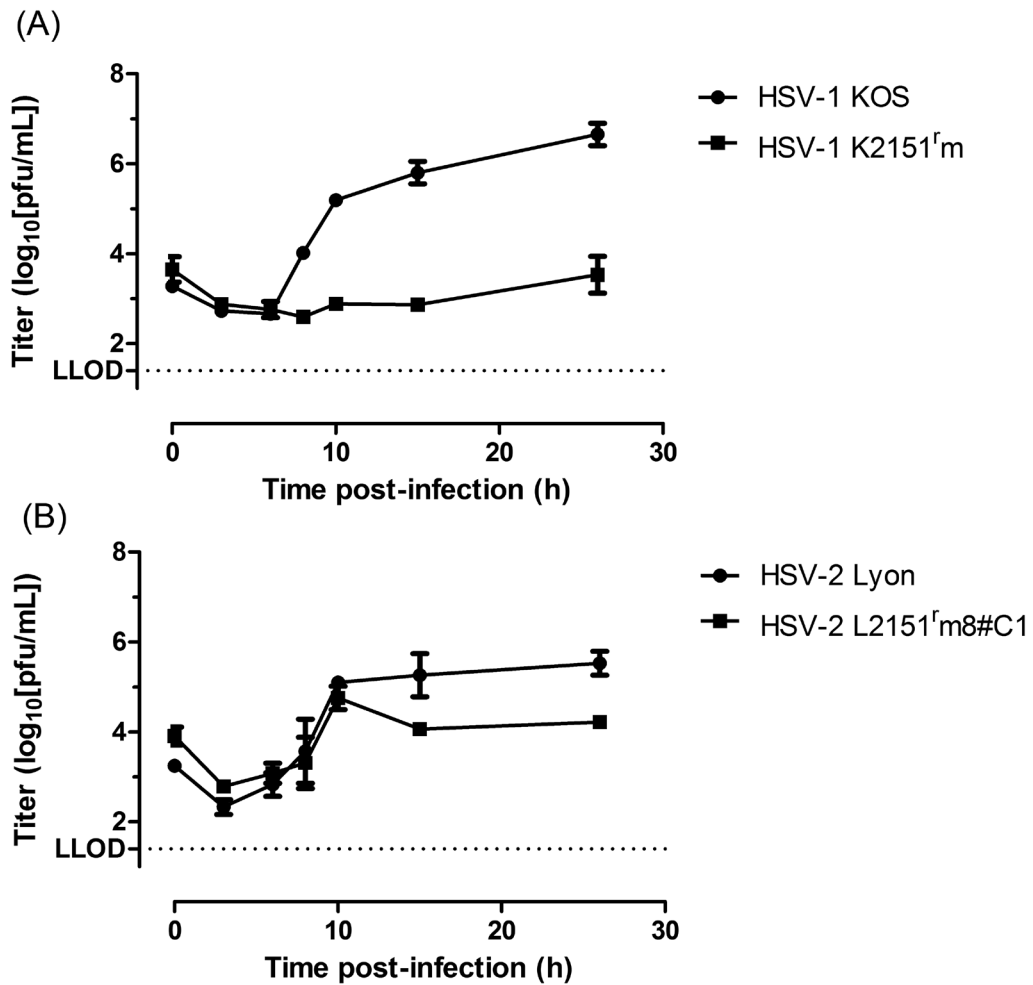 (A)
8
6
4
2
LLOD
Titer (log₁₀[pfu/mL])
0 10 20 30
Time post-infection (h)
HSV-1 KOS
HSV-1 K2151ʳm
(B)
8
6
4
2
LLOD
Titer (log₁₀[pfu/mL])
0 10 20 30
Time post-infection (h)
HSV-2 Lyon
HSV-2 L2151ʳm8#C1